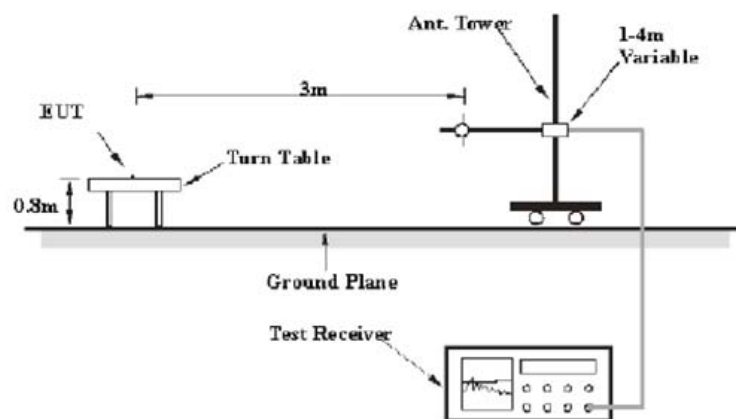 Ant. Tower
1-4m
Variable
3m
EUT
Turn Table
0.8m
Ground Plane
Test Receiver